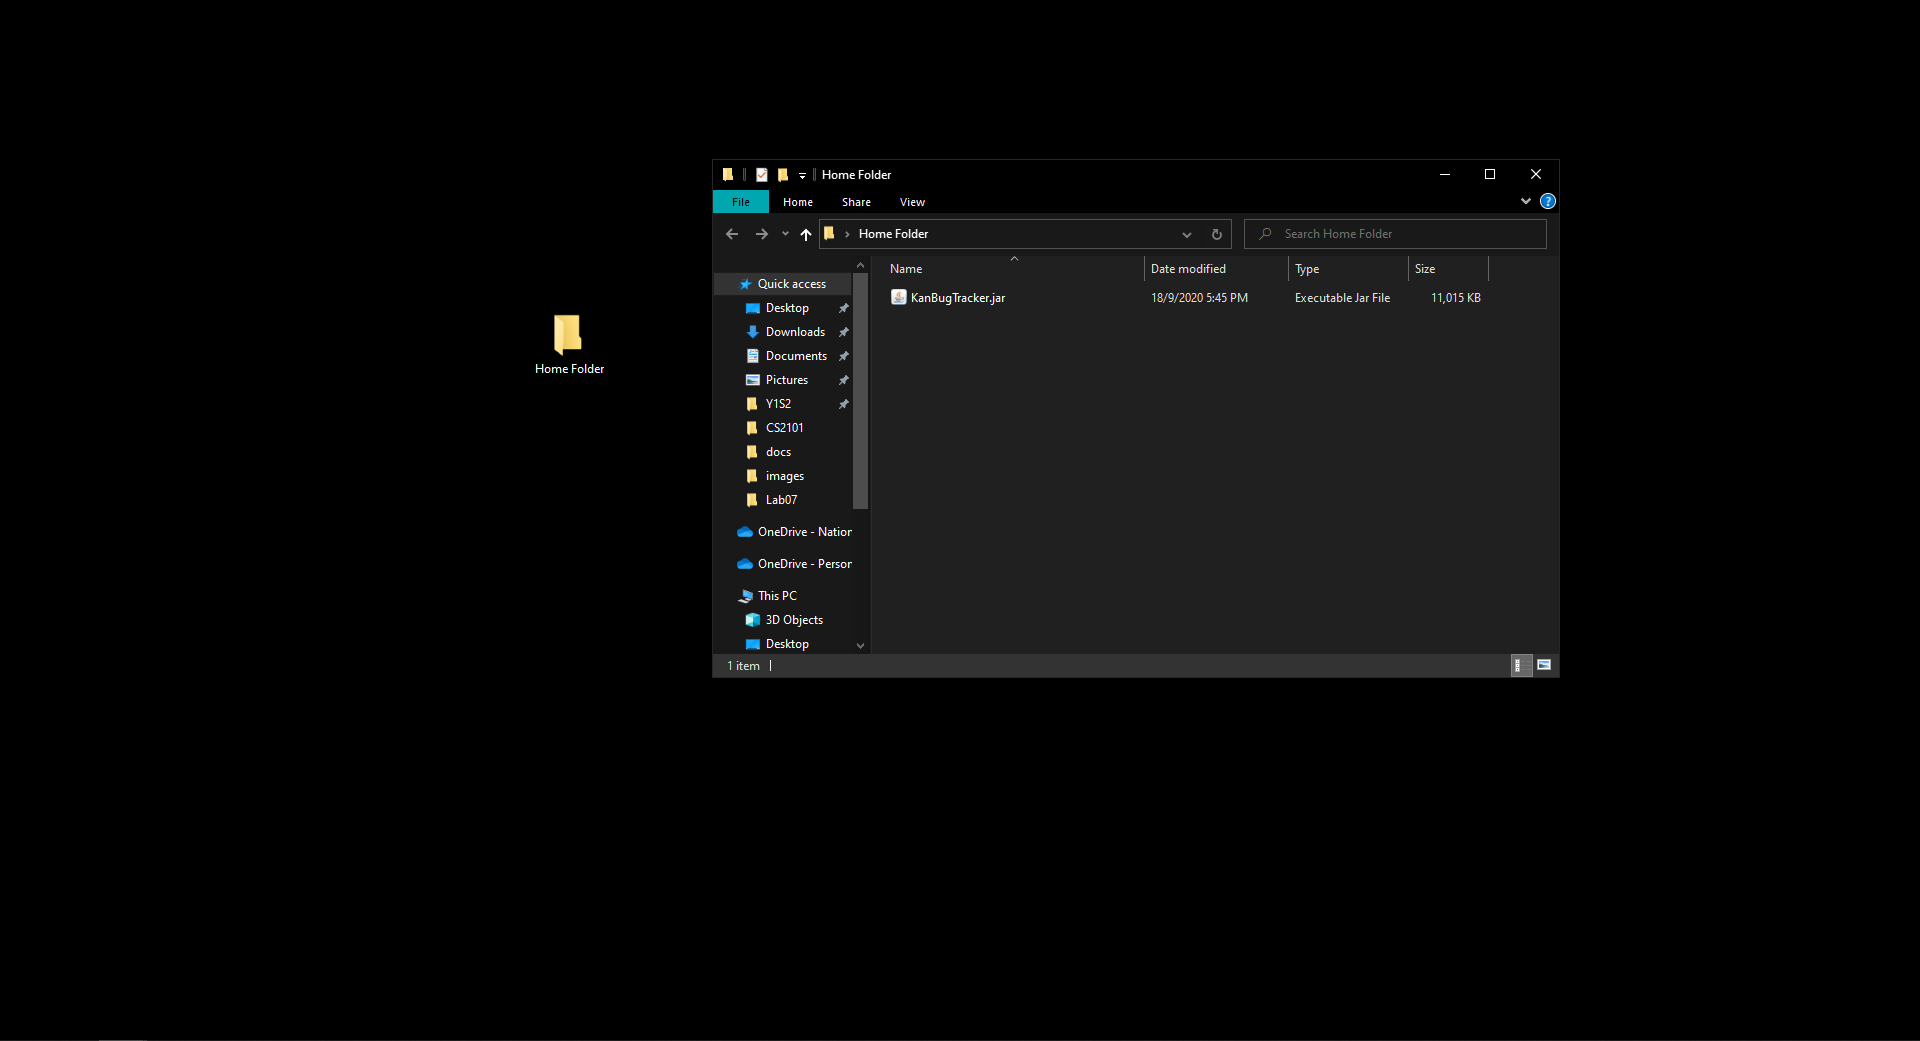 Home Folder
Home Folder
File Home Share View
?
Home Folder
Search Home Folder
Name Date modified Type Size
KanBugTracker.jar 18/9/2020 5:45 PM Executable Jar File 11,015 KB
Quick access
Desktop
Downloads
Documents
Pictures
Y1S2
CS2101
docs
images
Lab07
OneDrive - Nation
OneDrive - Person
This PC
3D Objects
Desktop
1 item